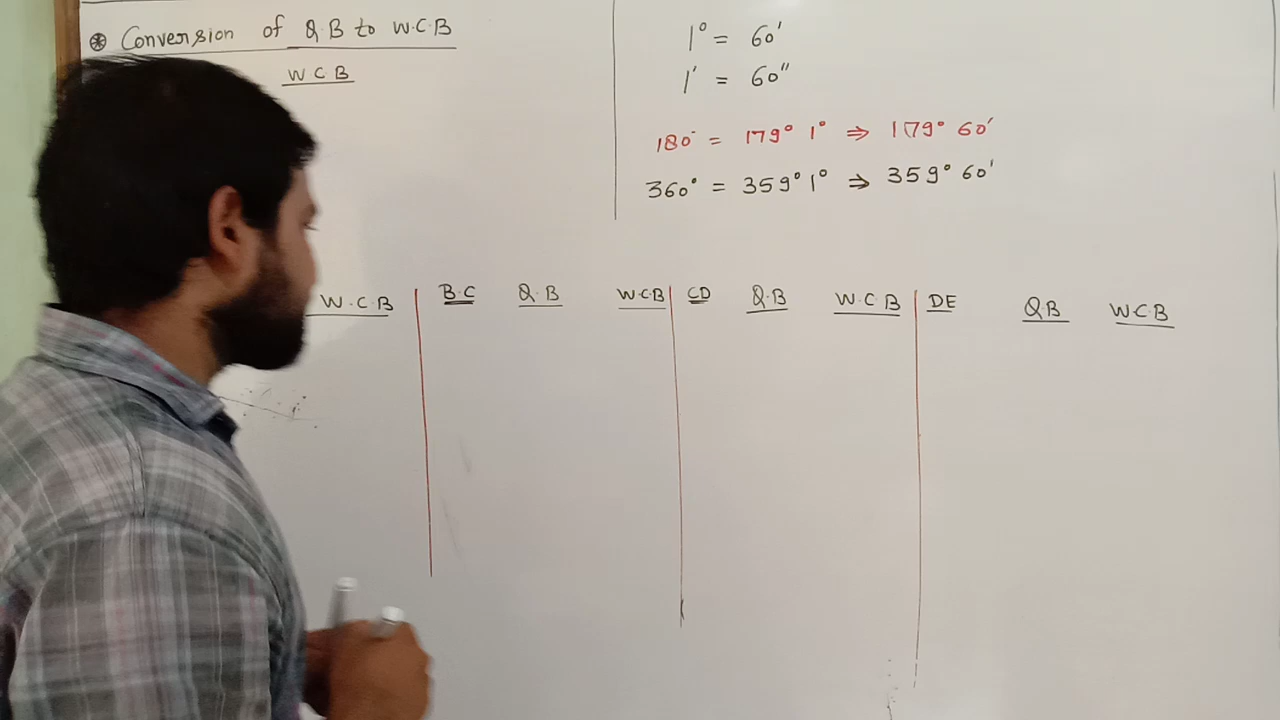 Conversion of Q.B to W.C.B
W C B
1° = 60'
1' = 60"
180° = 179° 1° ⇒ 179° 60'
360° = 359° 1° ⇒ 359° 60'
W.C.B B.C Q.B W.C.B CD Q.B W.C.B DE QB W.C.B